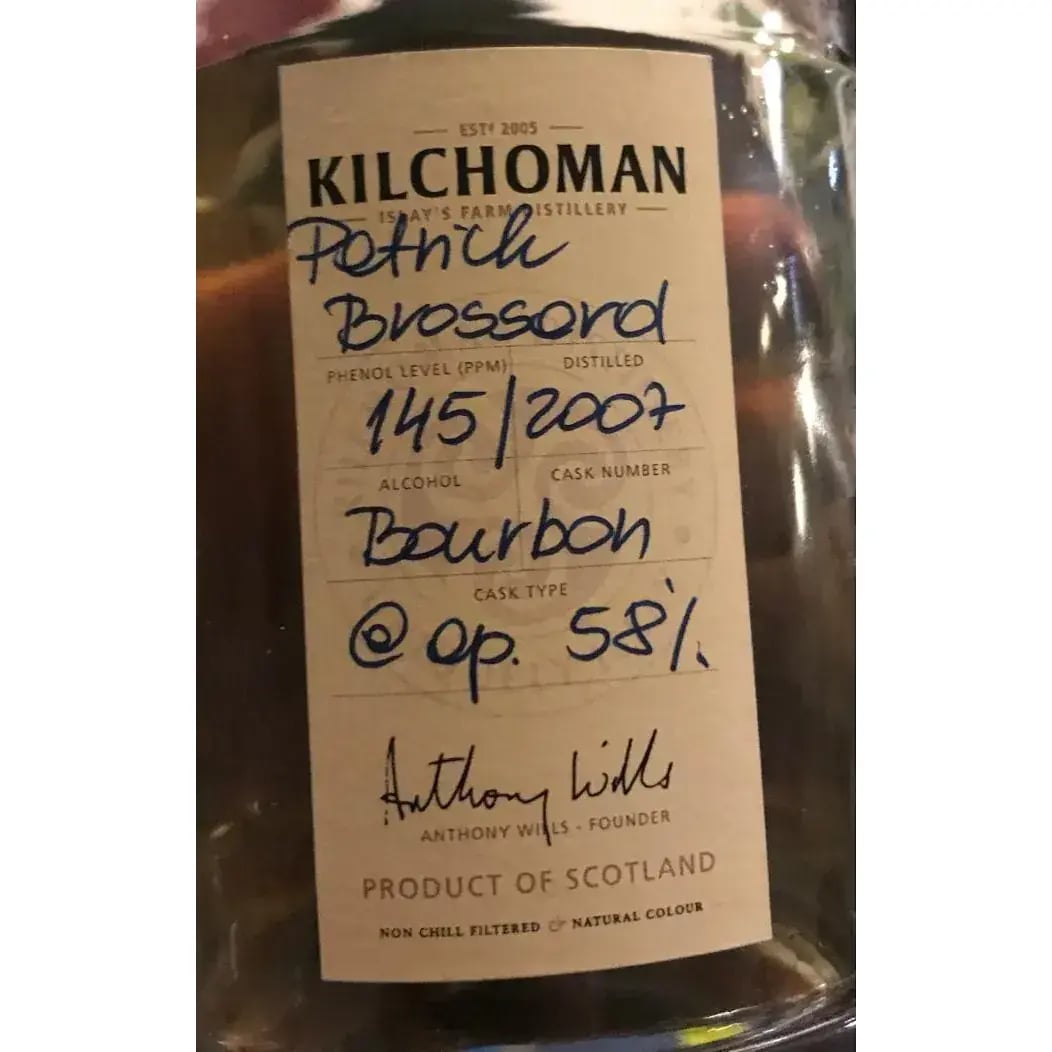 ESTD 2005
KILCHOMAN
ISLAY'S FARM DISTILLERY
Patrick
Brossard
PHENOL LEVEL (PPM) DISTILLED
145/2007
ALCOHOL CASK NUMBER
Bourbon
CASK TYPE
@ ap. 58%
Anthony Wills
ANTHONY WILLS - FOUNDER
PRODUCT OF SCOTLAND
NON CHILL FILTERED & NATURAL COLOUR